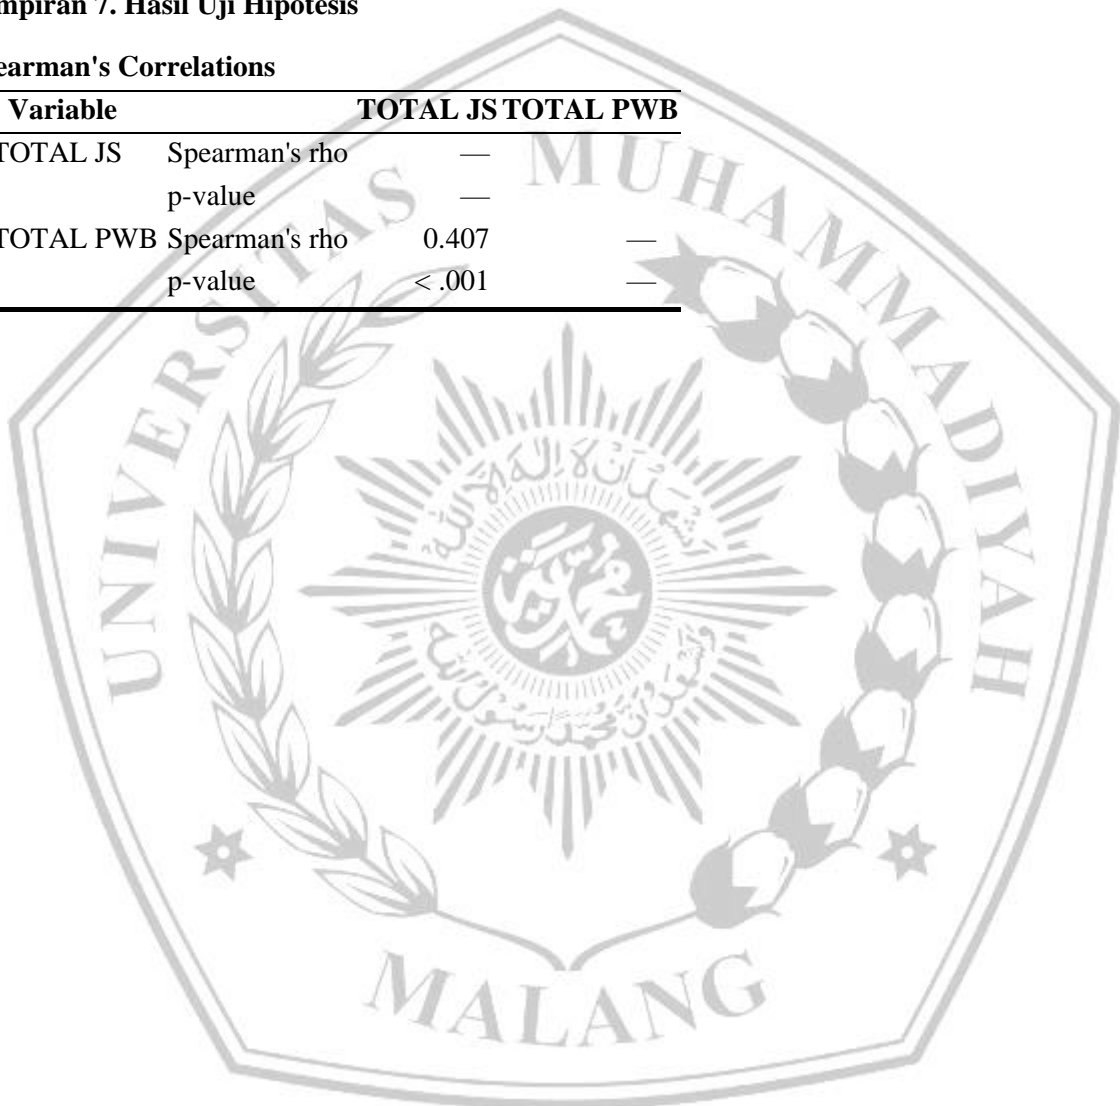 mpiran 7. Hasil Uji Hipotesis
earman's Correlations
Variable TOTAL JS TOTAL PWB
TOTAL JS Spearman's rho — 
p-value —
TOTAL PWB Spearman's rho 0.407 —
p-value < .001 —
UNIVERSITAS MUHAMMADIYAH
MALANG